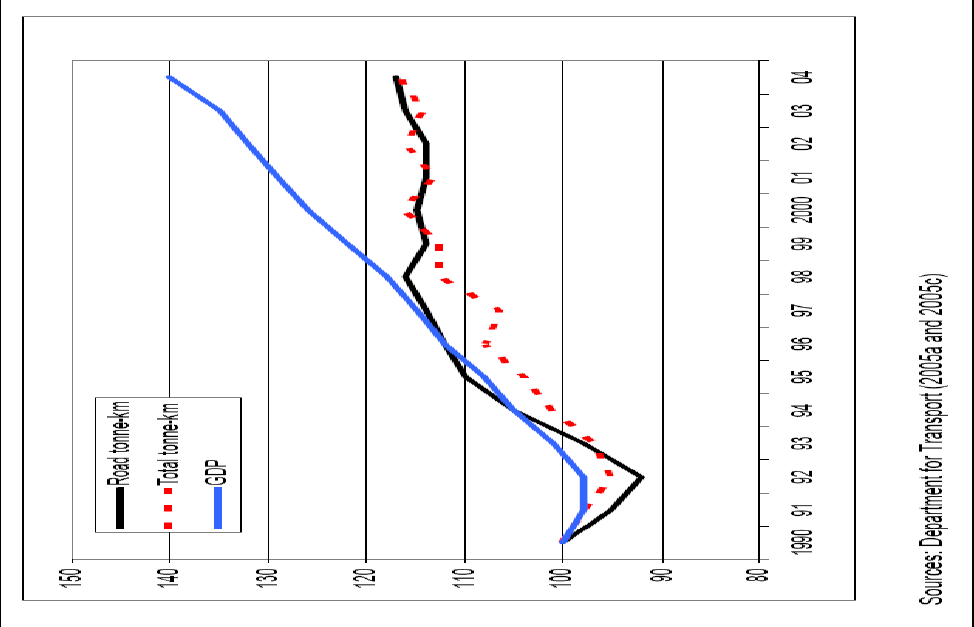 150
140
130
120
110
100
90
80
Road tonne-km
Total tonne-km
GDP
1990 91 92 93 94 95 96 97 98 99 2000 01 02 03 04
Sources: Department for Transport (2005a and 2005c)